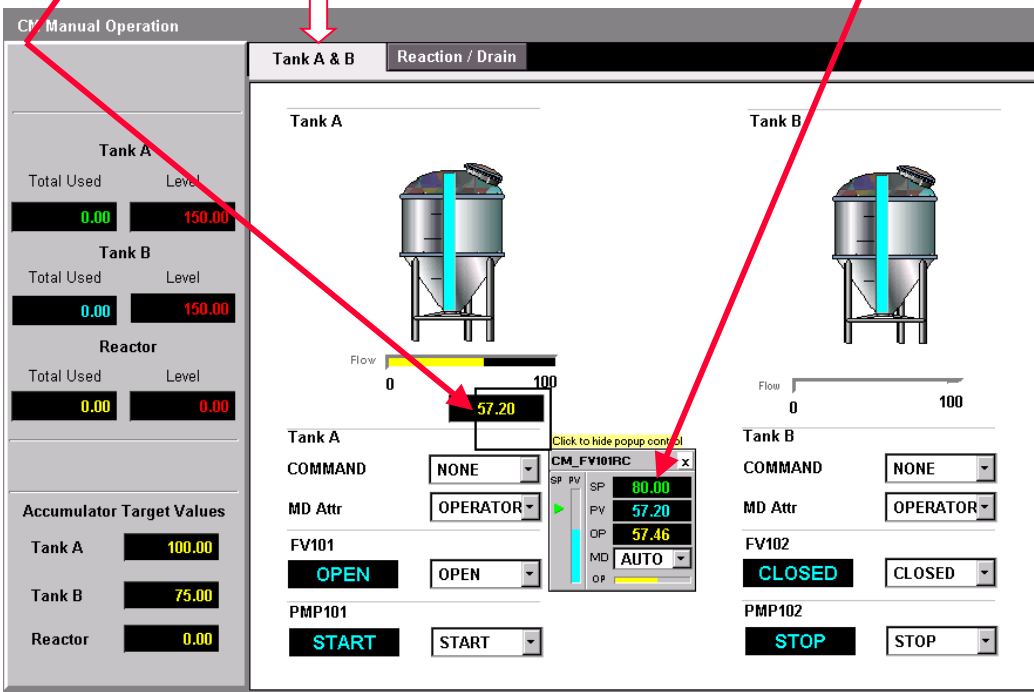 CM Manual Operation
Tank A & B
Reaction / Drain
Tank A
Total Used Level
0.00 150.00
Tank B
Total Used Level
0.00 150.00
Reactor
Total Used Level
0.00 0.00
Accumulator Target Values
Tank A 100.00
Tank B 75.00
Reactor 0.00
Tank A
Flow
0 100
57.20
Tank A
COMMAND NONE
MD Attr OPERATOR
FV101
OPEN OPEN
PMP101
START START
Click to hide popup control
CM_FV101RC x
SP PV
SP 80.00
PV 57.20
OP 57.46
MD AUTO
OP
Tank B
Flow
0 100
Tank B
COMMAND NONE
MD Attr OPERATOR
FV102
CLOSED CLOSED
PMP102
STOP STOP